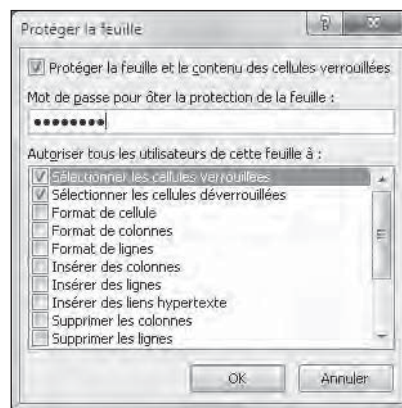 Protéger la feuille
Protéger la feuille et le contenu des cellules verrouillées
Mot de passe pour ôter la protection de la feuille :
••••••••
Autoriser tous les utilisateurs de cette feuille à :
Sélectionner les cellules verrouillées
Sélectionner les cellules déverrouillées
Format de cellule
Format de colonnes
Format de lignes
Insérer des colonnes
Insérer des lignes
Insérer des liens hypertexte
Supprimer les colonnes
Supprimer les lignes
OK
Annuler